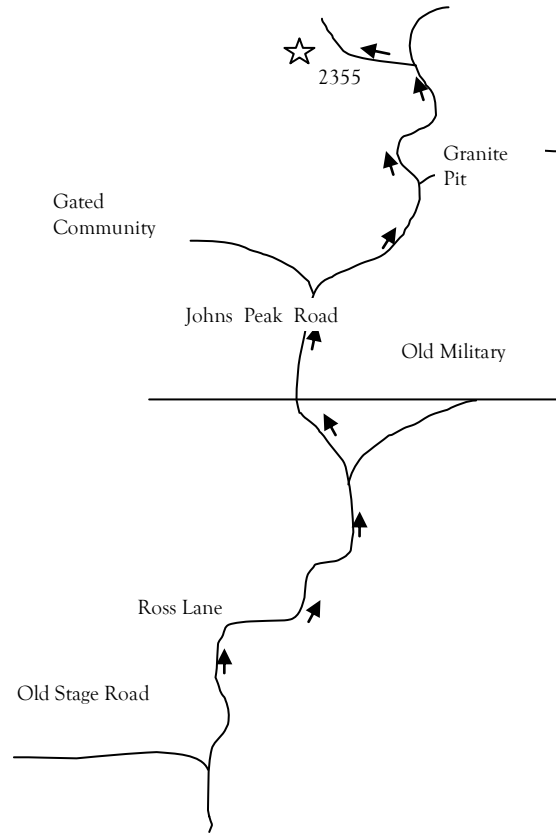 2355
Granite
Pit
Gated
Community
Johns Peak Road
Old Military
Ross Lane
Old Stage Road